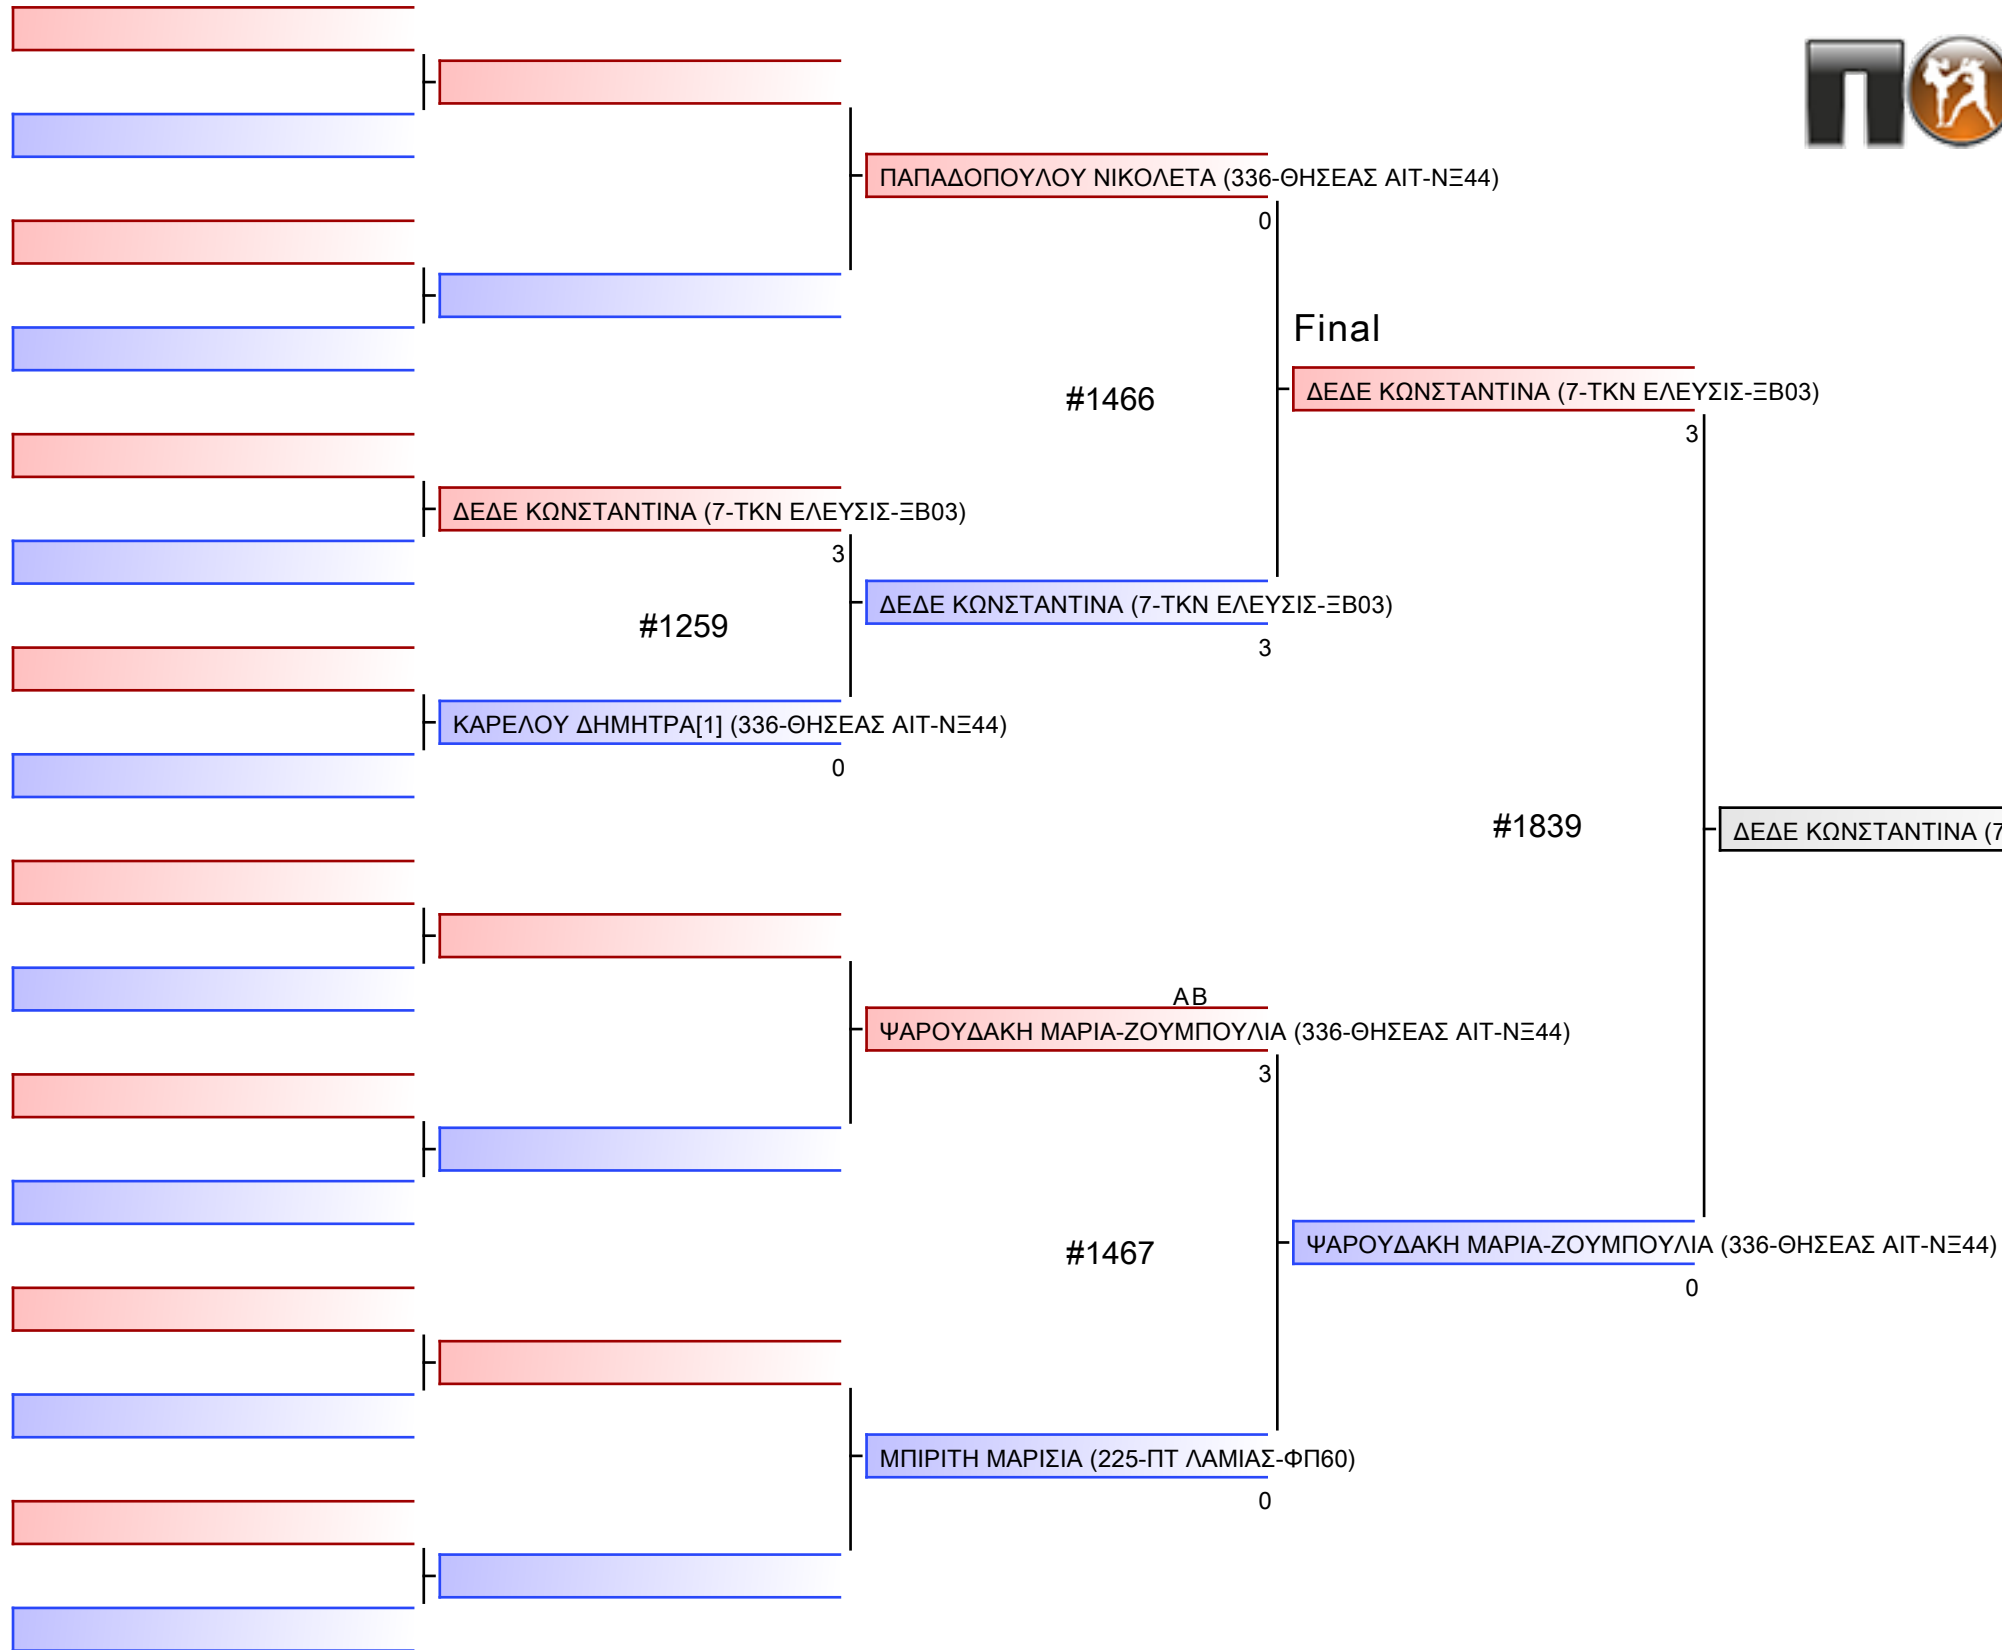 ΠΟ
ΠΑΠΑΔΟΠΟΥΛΟΥ ΝΙΚΟΛΕΤΑ (336-ΘΗΣΕΑΣ ΑΙΤ-ΝΞ44)
0
Final
#1466
ΔΕΔΕ ΚΩΝΣΤΑΝΤΙΝΑ (7-ΤΚΝ ΕΛΕΥΣΙΣ-ΞΒ03)
3
ΔΕΔΕ ΚΩΝΣΤΑΝΤΙΝΑ (7-ΤΚΝ ΕΛΕΥΣΙΣ-ΞΒ03)
3
#1259
ΔΕΔΕ ΚΩΝΣΤΑΝΤΙΝΑ (7-ΤΚΝ ΕΛΕΥΣΙΣ-ΞΒ03)
3
ΚΑΡΕΛΟΥ ΔΗΜΗΤΡΑ[1] (336-ΘΗΣΕΑΣ ΑΙΤ-ΝΞ44)
0
#1839
ΔΕΔΕ ΚΩΝΣΤΑΝΤΙΝΑ (7
ΑΒ
ΨΑΡΟΥΔΑΚΗ ΜΑΡΙΑ-ΖΟΥΜΠΟΥΛΙΑ (336-ΘΗΣΕΑΣ ΑΙΤ-ΝΞ44)
3
#1467
ΨΑΡΟΥΔΑΚΗ ΜΑΡΙΑ-ΖΟΥΜΠΟΥΛΙΑ (336-ΘΗΣΕΑΣ ΑΙΤ-ΝΞ44)
0
ΜΠΙΡΙΤΗ ΜΑΡΙΣΙΑ (225-ΠΤ ΛΑΜΙΑΣ-ΦΠ60)
0